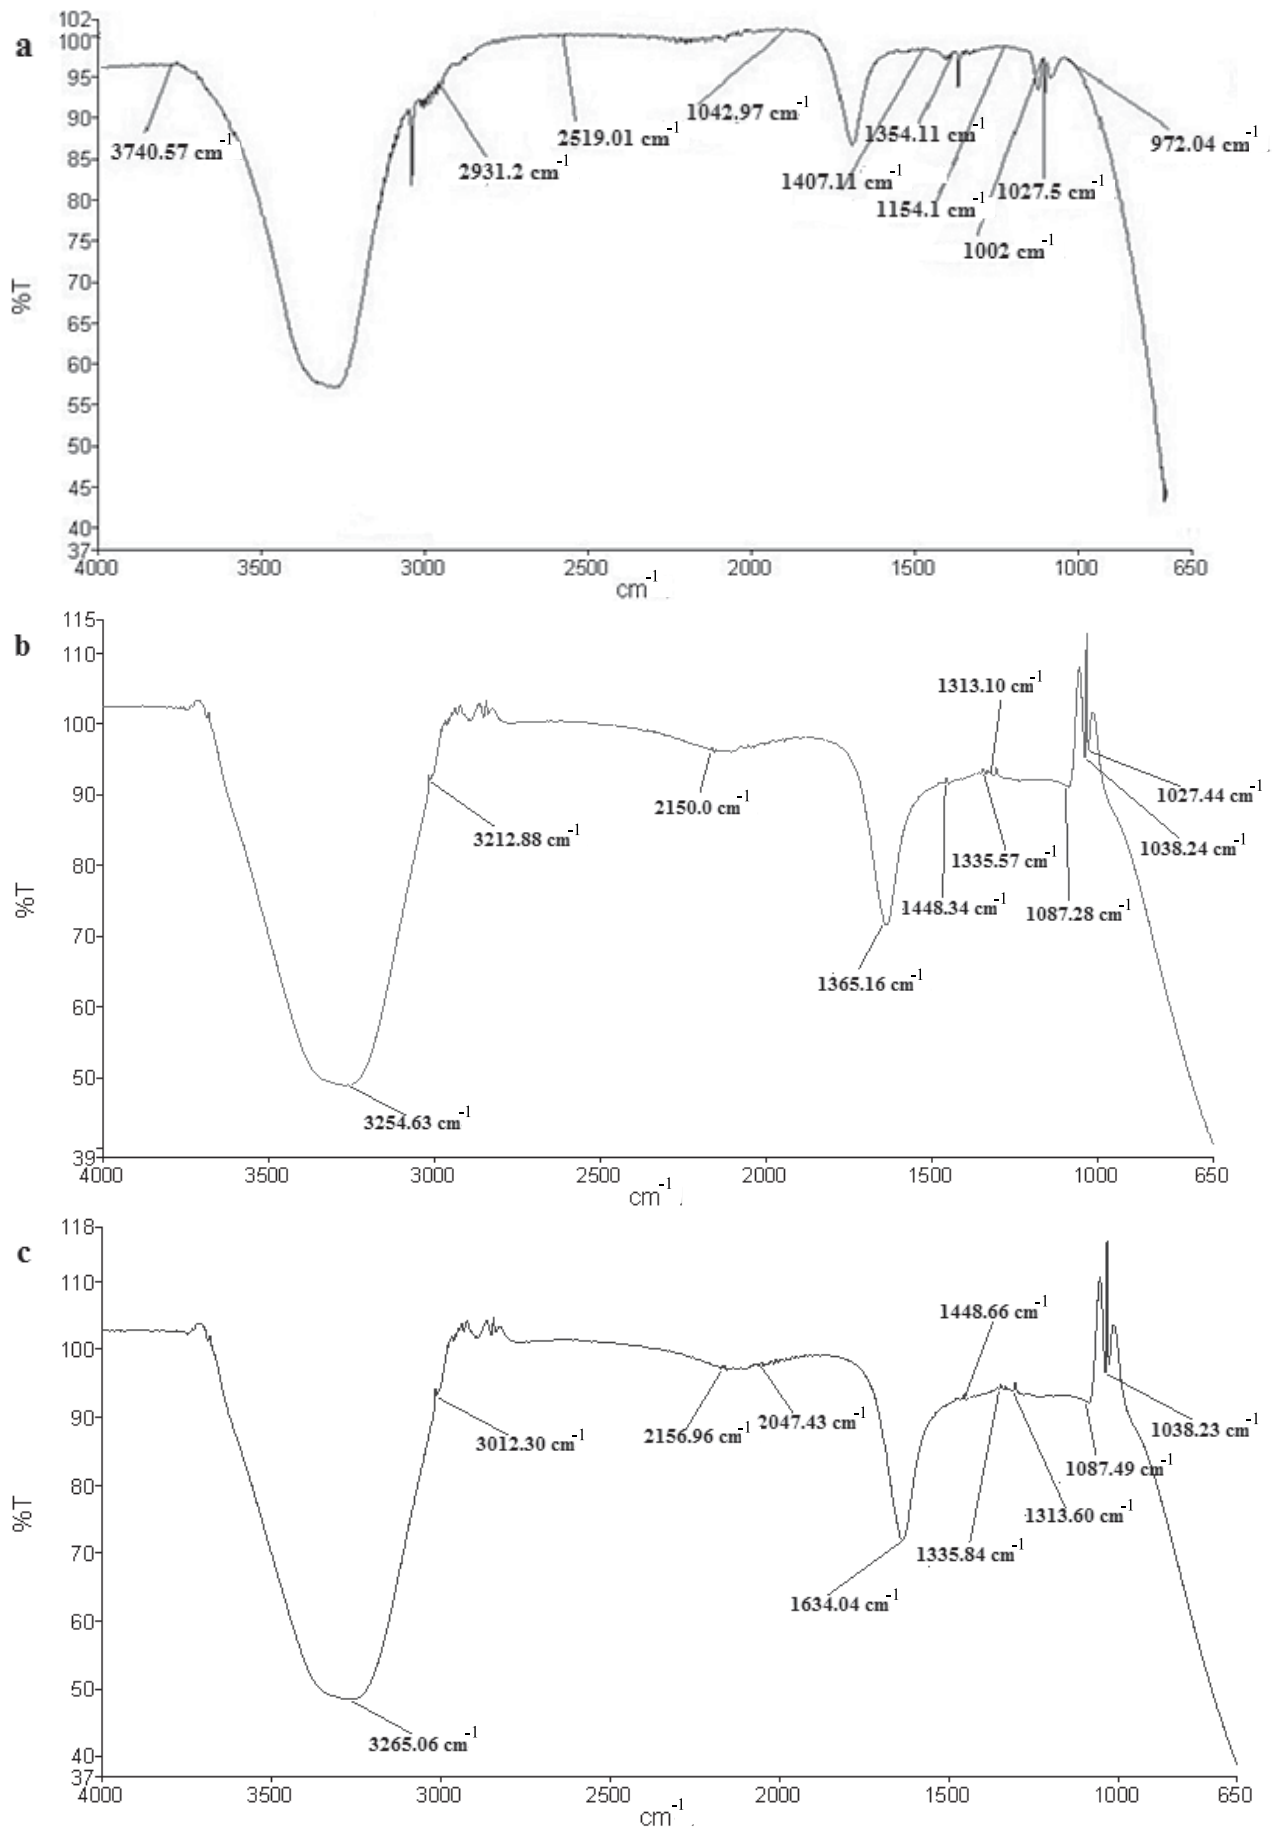 a
102
100
95
90
85
80
75
70
65
60
55
50
45
40
37
%T
3740.57 cm-1
2931.2 cm-1
2519.01 cm-1
1042.97 cm-1
1407.11 cm-1
1354.11 cm-1
1154.1 cm-1
1002 cm-1
1027.5 cm-1
972.04 cm-1
4000 3500 3000 2500 2000 1500 1000 650
cm-1
b
115
110
100
90
80
70
60
50
39
%T
3254.63 cm-1
3212.88 cm-1
2150.0 cm-1
1365.16 cm-1
1448.34 cm-1
1313.10 cm-1
1335.57 cm-1
1087.28 cm-1
1027.44 cm-1
1038.24 cm-1
4000 3500 3000 2500 2000 1500 1000 650
cm-1
c
118
110
100
90
80
70
60
50
40
37
%T
3265.06 cm-1
3012.30 cm-1
2156.96 cm-1
2047.43 cm-1
1634.04 cm-1
1448.66 cm-1
1335.84 cm-1
1313.60 cm-1
1087.49 cm-1
1038.23 cm-1
4000 3500 3000 2500 2000 1500 1000 650
cm-1